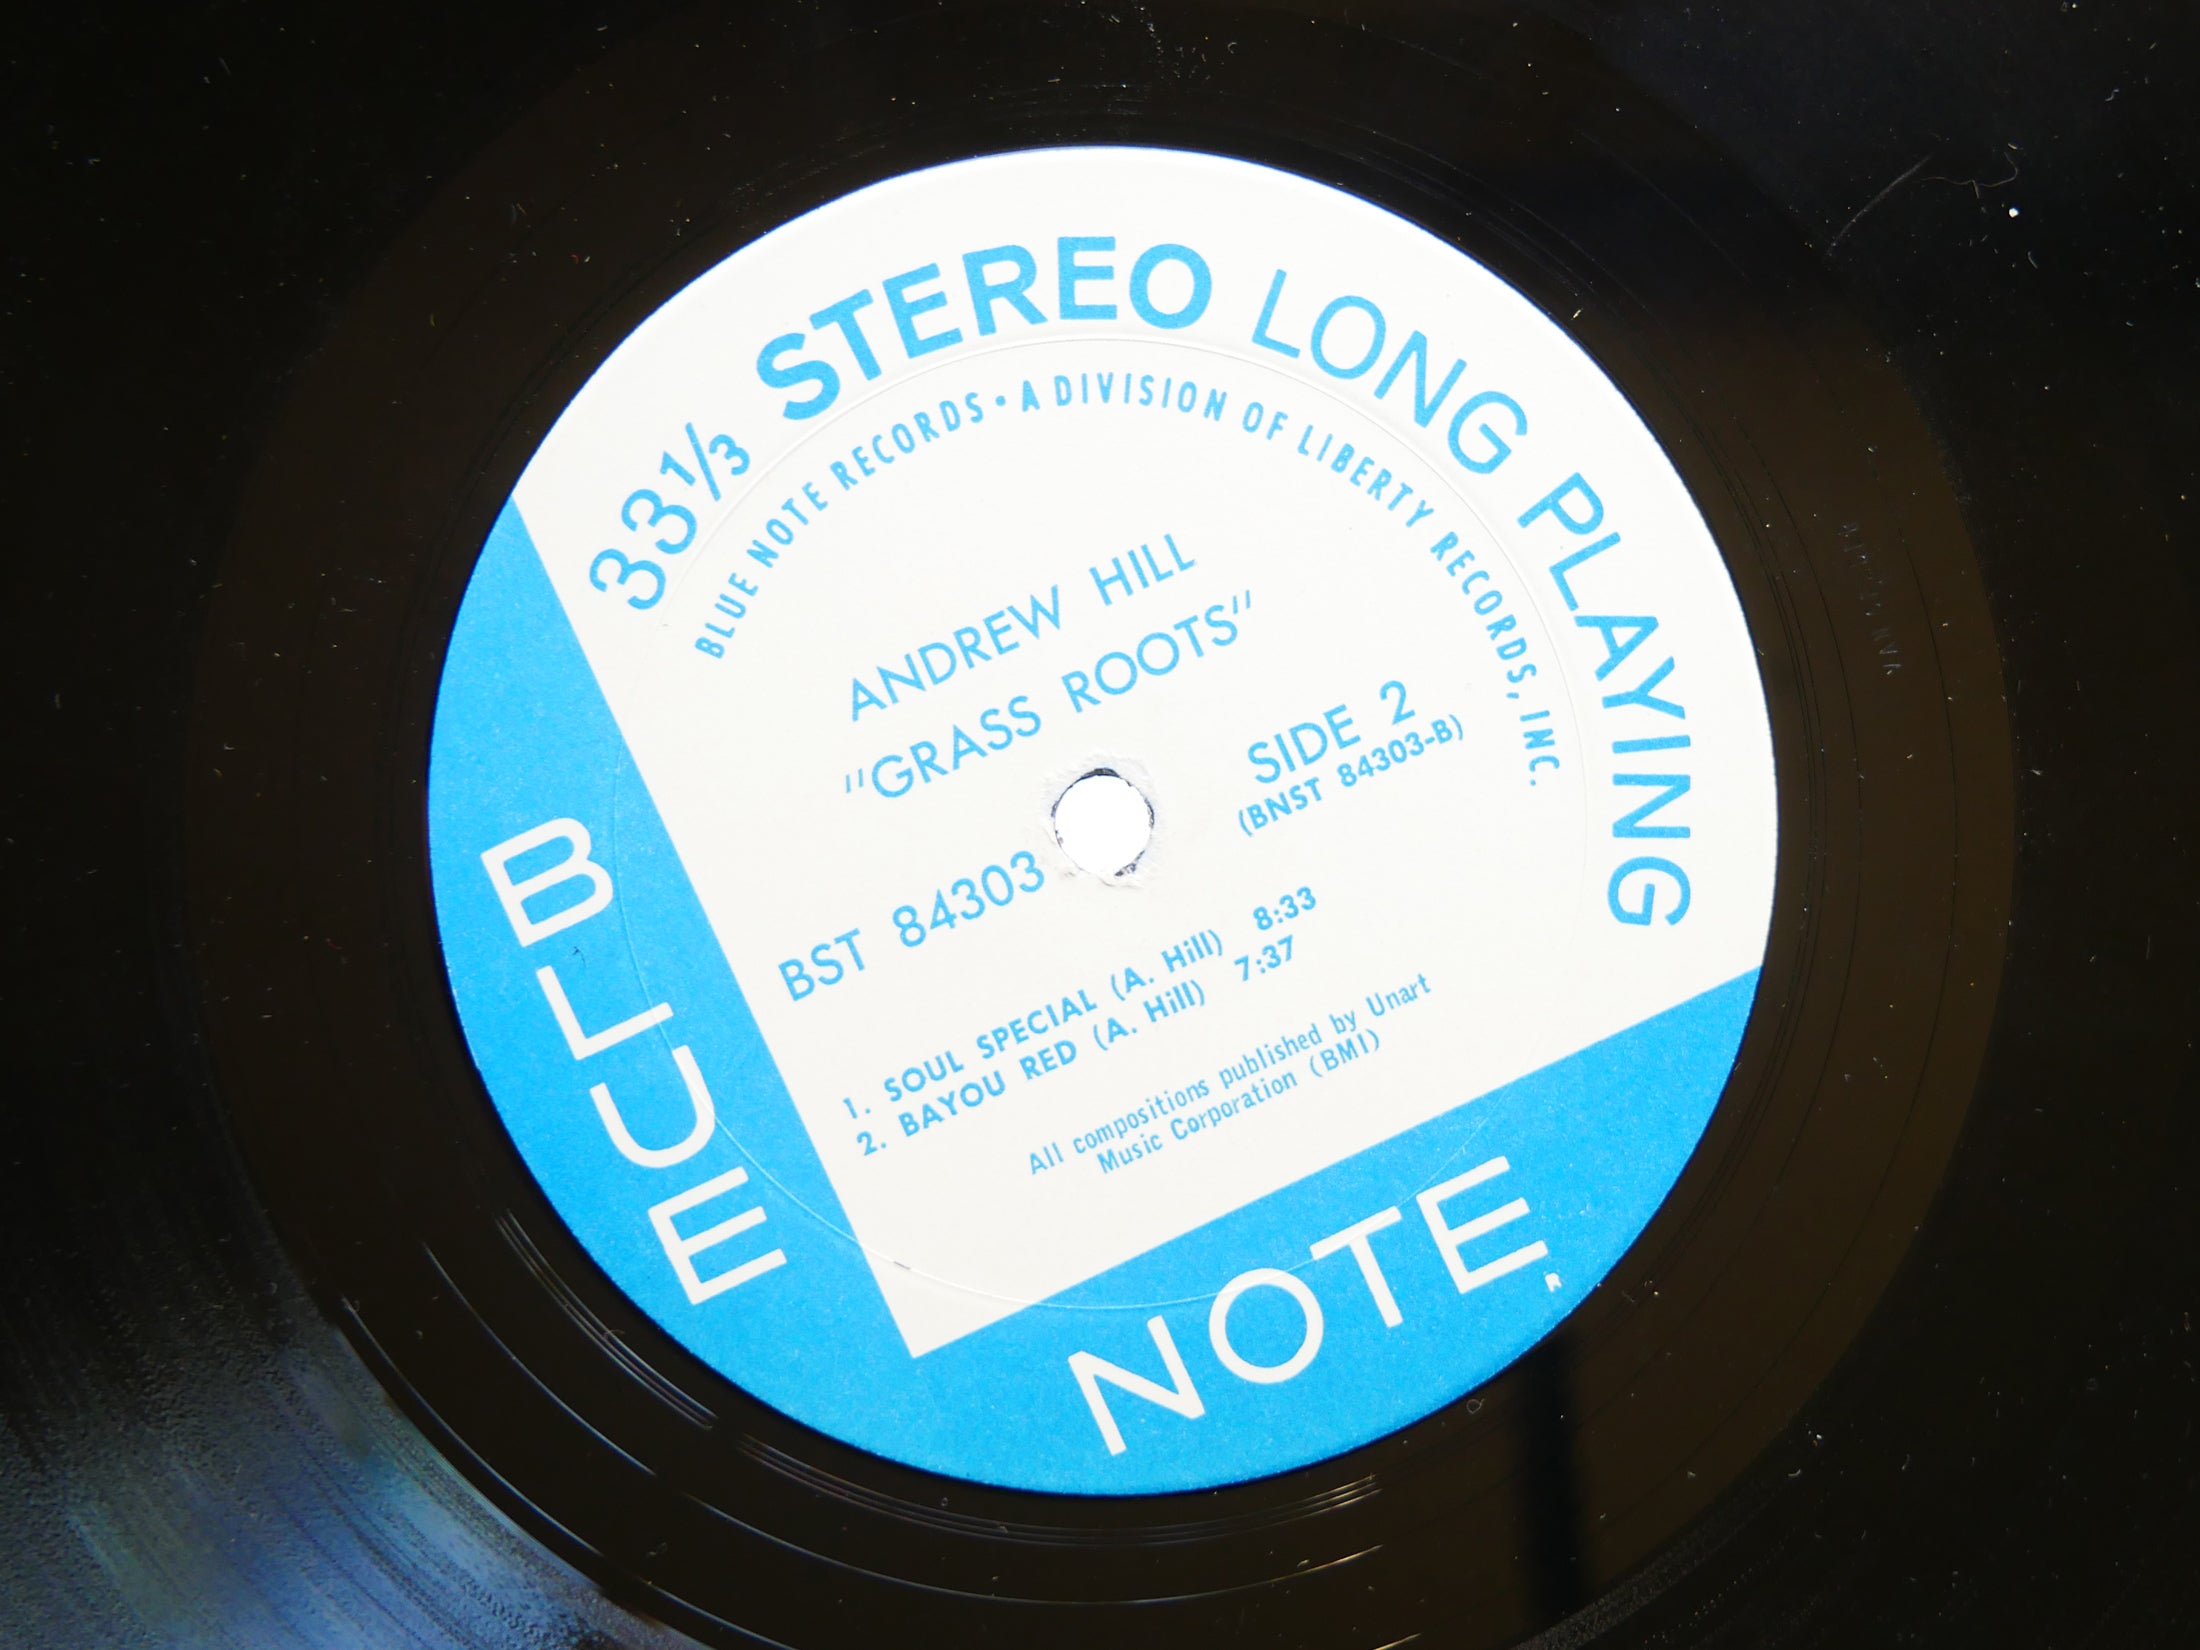 33⅓ STEREO LONG PLAYING
BLUE NOTE RECORDS • A DIVISION OF LIBERTY RECORDS, INC.
ANDREW HILL
"GRASS ROOTS"
SIDE 2
(BNST 84303-B)
BST 84303
1. SOUL SPECIAL (A. Hill) 8:33
2. BAYOU RED (A. Hill) 7:37
All compositions published by Unart
Music Corporation (BMI)
BLUE
NOTE
R